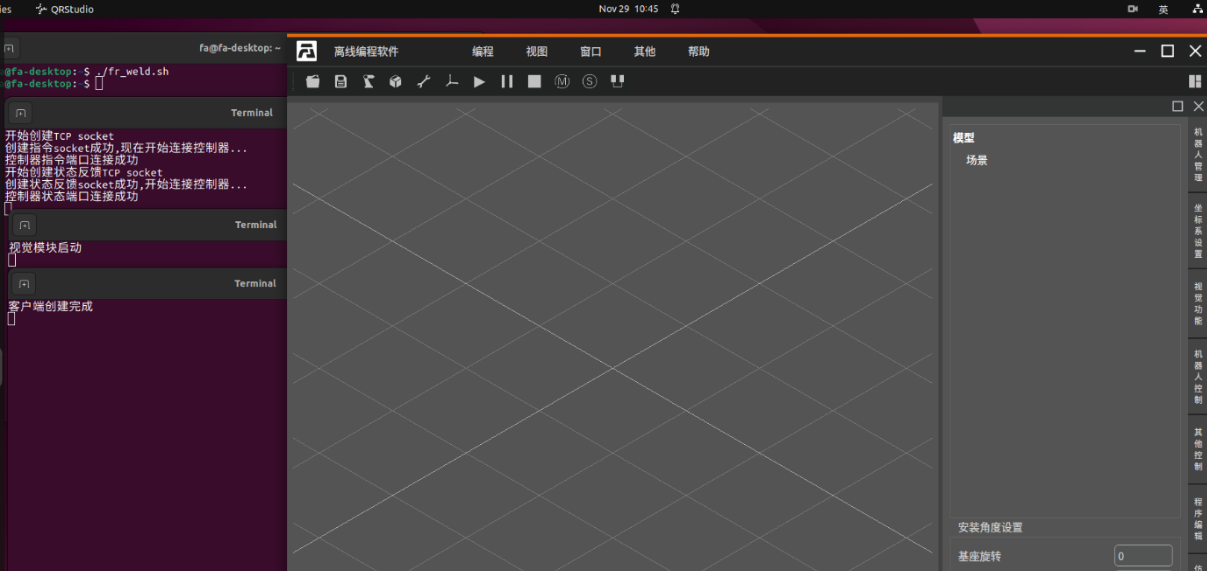 ies QRStudio Nov 29 10:45 英
fa@fa-desktop: ~
@fa-desktop:~$ ./fr_weld.sh
@fa-desktop:~$
Terminal
开始创建TCP socket
创建指令socket成功,现在开始连接控制器...
控制器指令端口连接成功
开始创建状态反馈TCP socket
创建状态反馈socket成功,开始连接控制器...
控制器状态端口连接成功
Terminal
视觉模块启动
Terminal
客户端创建完成
离线编程软件 编程 视图 窗口 其他 帮助
M S
模型
场景
安装角度设置
基座旋转 0
机器人管理
坐标系设置
视觉功能
机器人控制
其他控制
程序编辑
仿